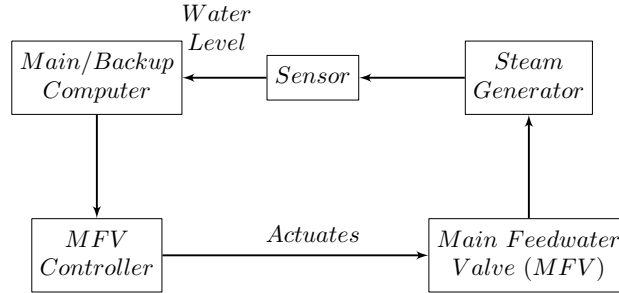 Water
Level
Main/Backup
Computer
Sensor
Steam
Generator
MFV
Controller
Actuates
Main Feedwater
Valve (MFV)